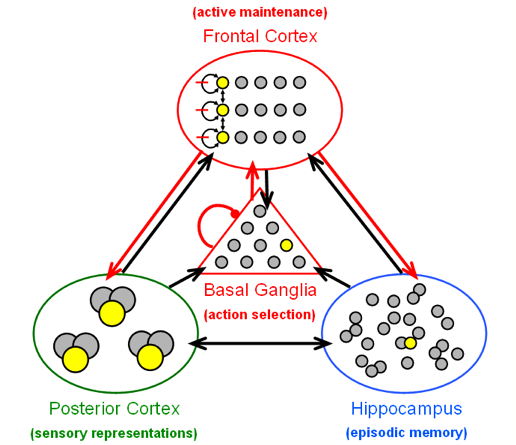 (active maintenance)
Frontal Cortex
Basal Ganglia
(action selection)
Posterior Cortex
(sensory representations)
Hippocampus
(episodic memory)